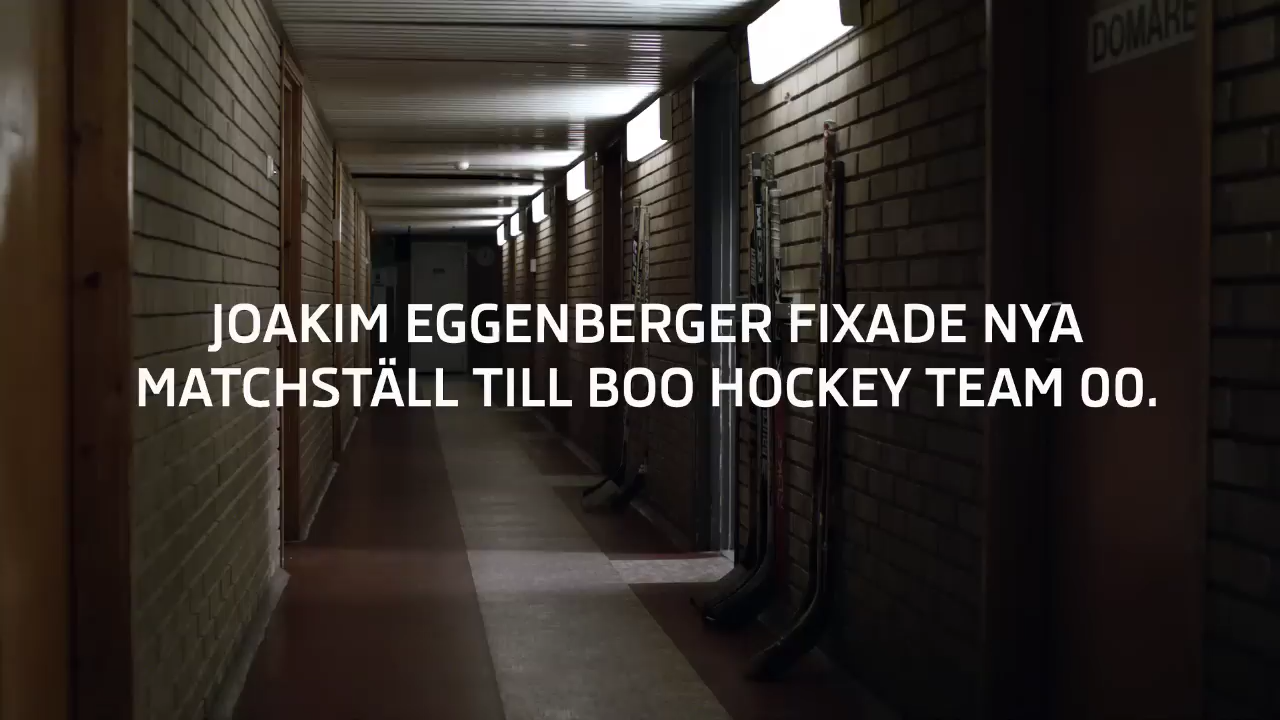 DOMARE
JOAKIM EGGENBERGER FIXADE NYA
MATCHSTÄLL TILL BOO HOCKEY TEAM 00.